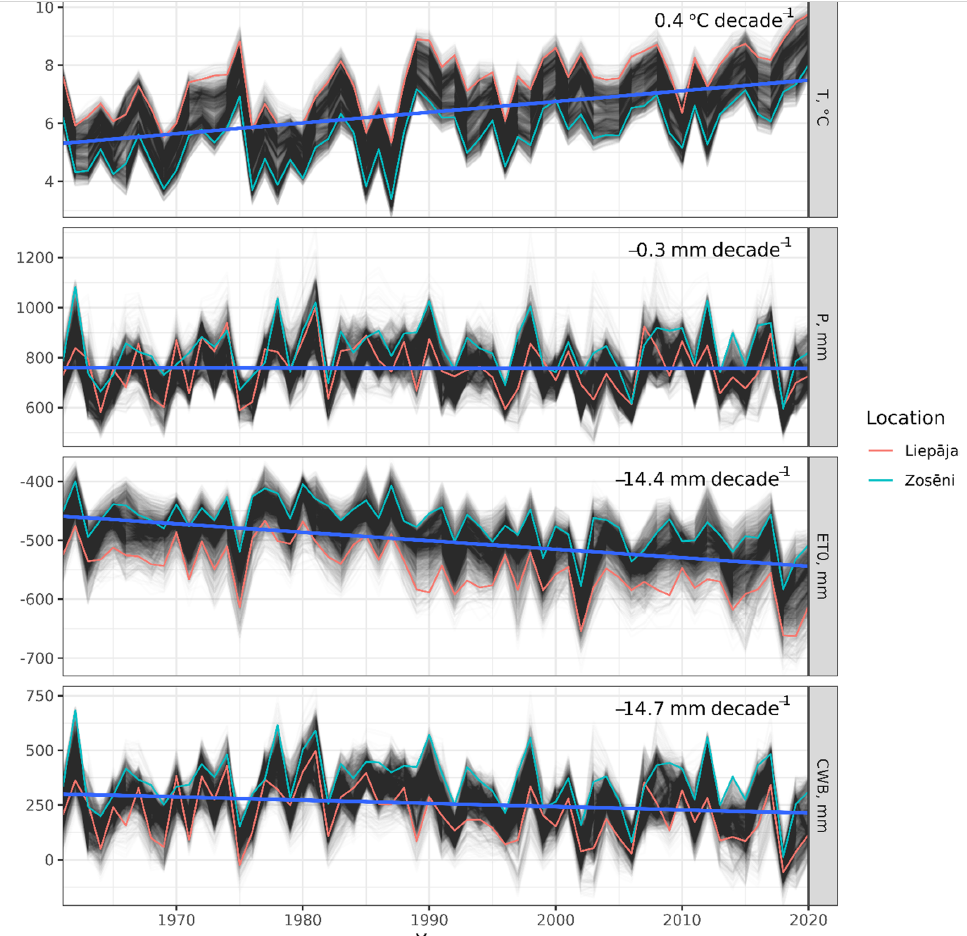 10
8
6
4
0.4 °C decade⁻¹
T, °C
1200
1000
800
600
−0.3 mm decade⁻¹
P, mm
-400
-500
-600
-700
−14.4 mm decade⁻¹
ET0, mm
750
500
250
0
−14.7 mm decade⁻¹
CWB, mm
1970 1980 1990 2000 2010 2020
Location
Liepāja
Zosēni